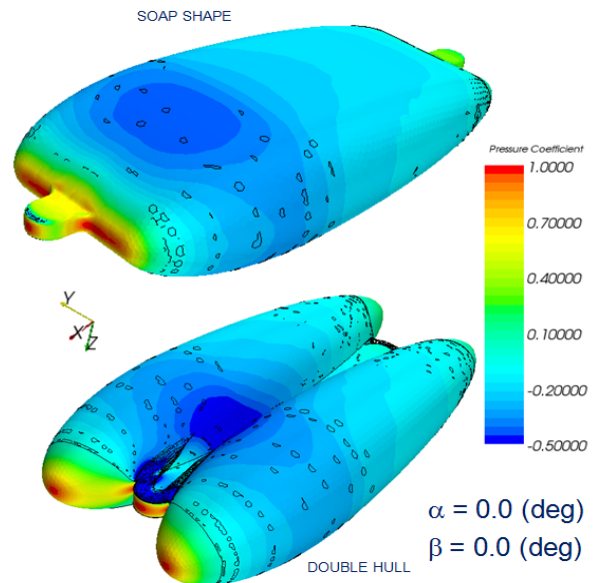 SOAP SHAPE
Pressure Coefficient
1.0000
0.70000
0.40000
0.10000
-0.20000
-0.50000
Y
X
Z
α = 0.0 (deg)
β = 0.0 (deg)
DOUBLE HULL